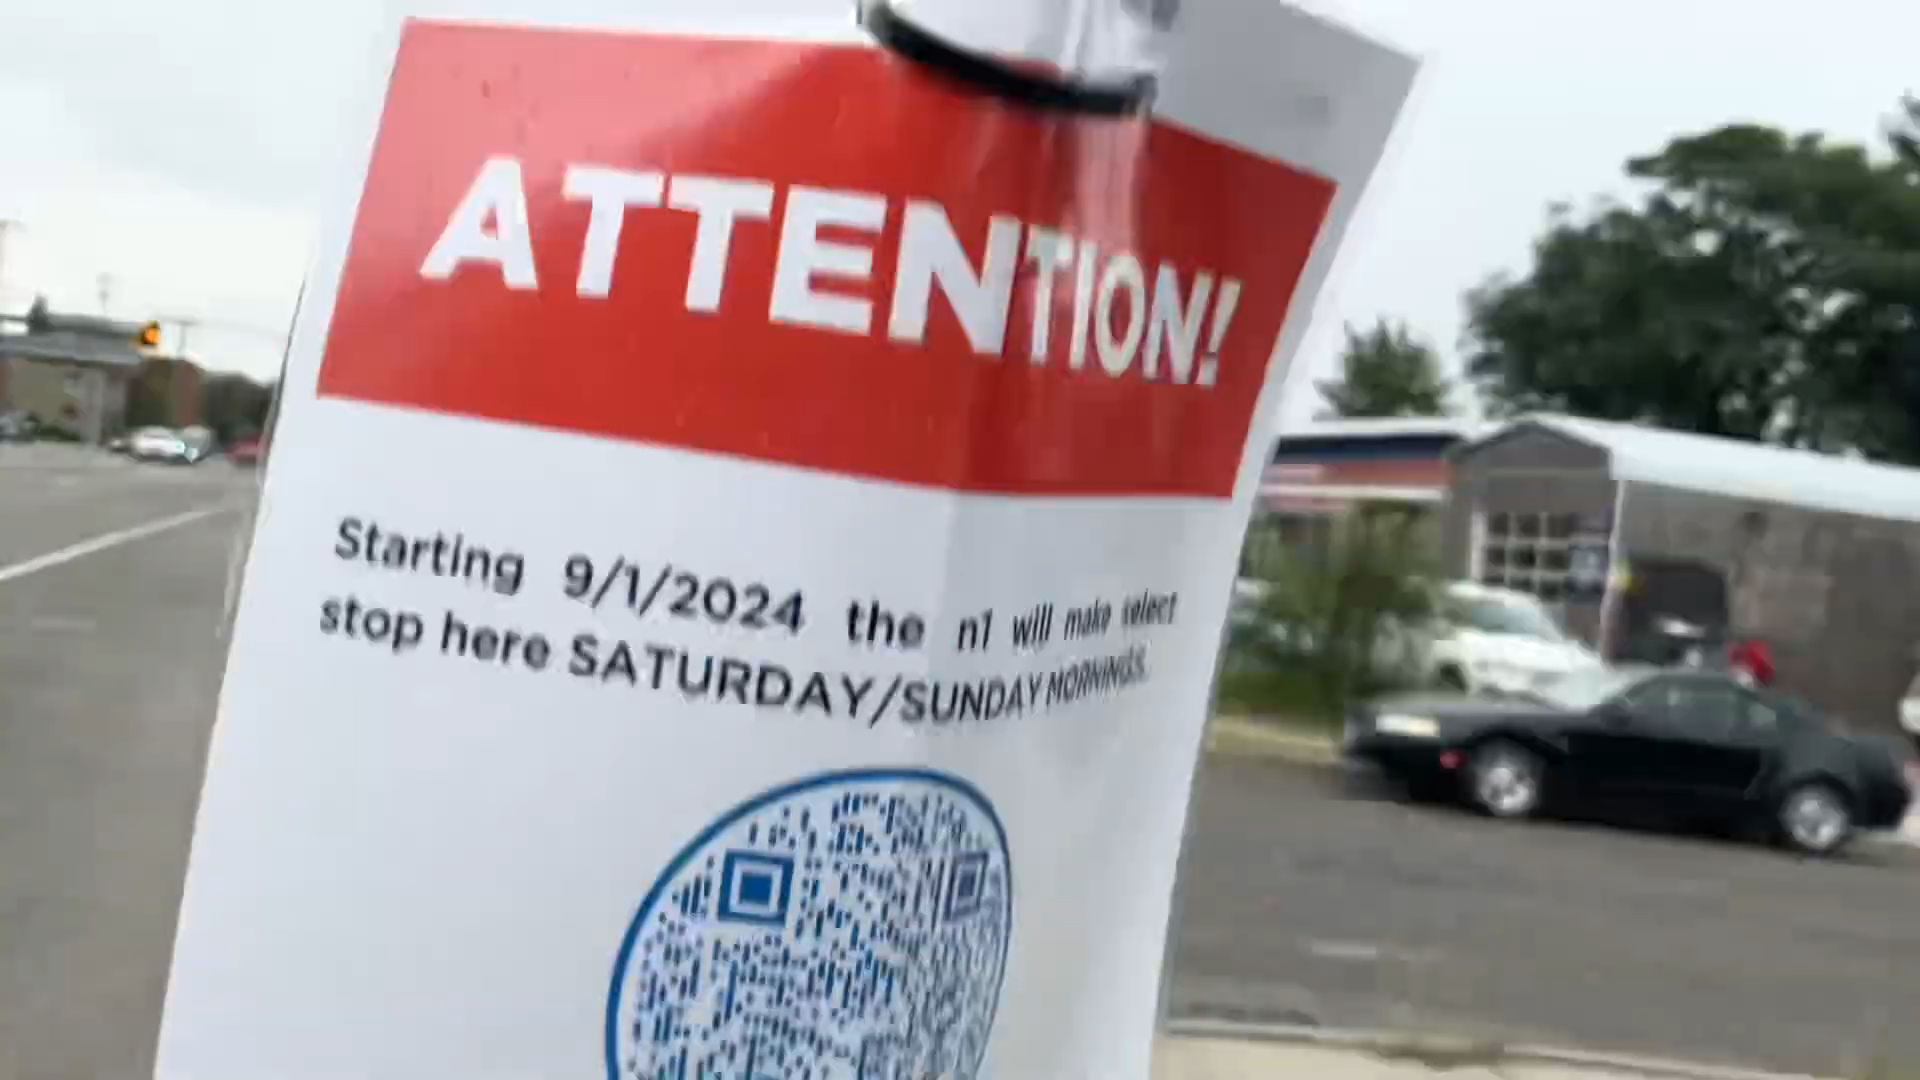 ATTENTION!
Starting 9/1/2024 the n1 will make select
stop here SATURDAY/SUNDAY MORNINGS.